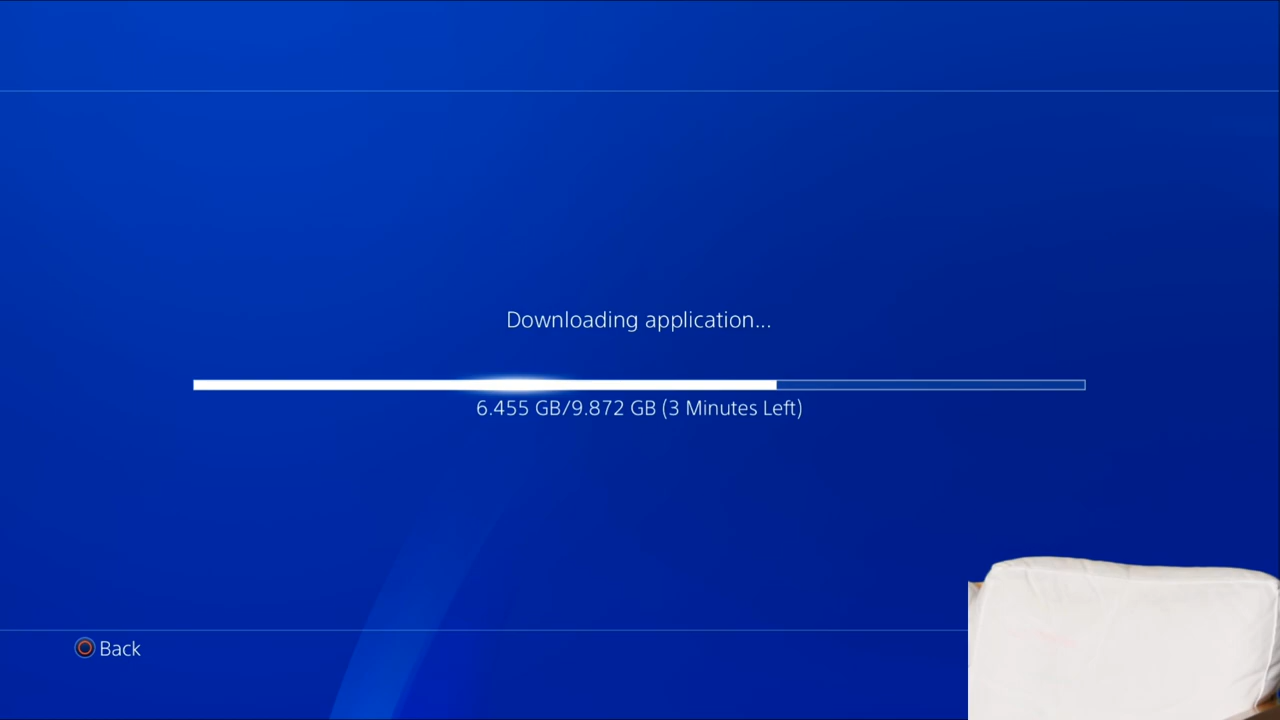 Downloading application...
6.455 GB/9.872 GB (3 Minutes Left)
Back